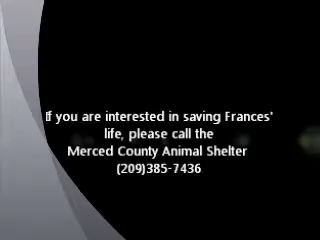 If you are interested in saving Frances'
life, please call the
Merced County Animal Shelter
(209)385-7436